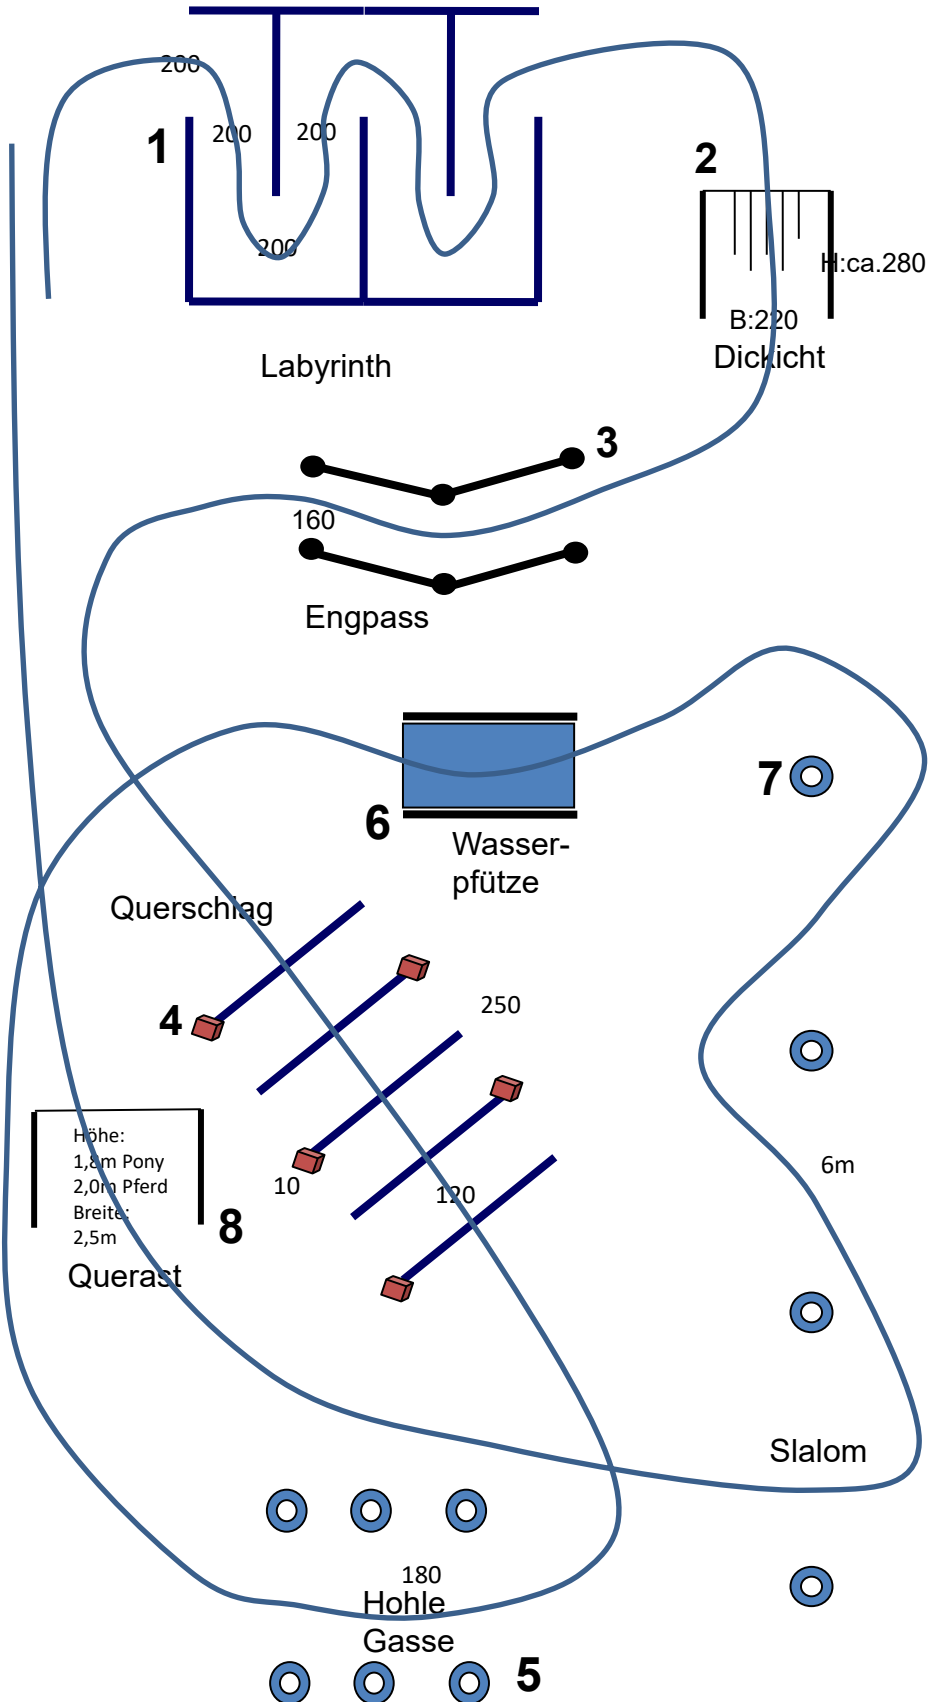 200
1
200
200
200
2
H:ca.280
B:220
Dickicht
Labyrinth
3
160
Engpass
7
6
Wasser-
pfütze
Querschlag
4
250
Höhe:
1,8m Pony
2,0m Pferd
Breite:
2,5m
8
Querast
10
120
6m
Slalom
180
Hohle
Gasse
5